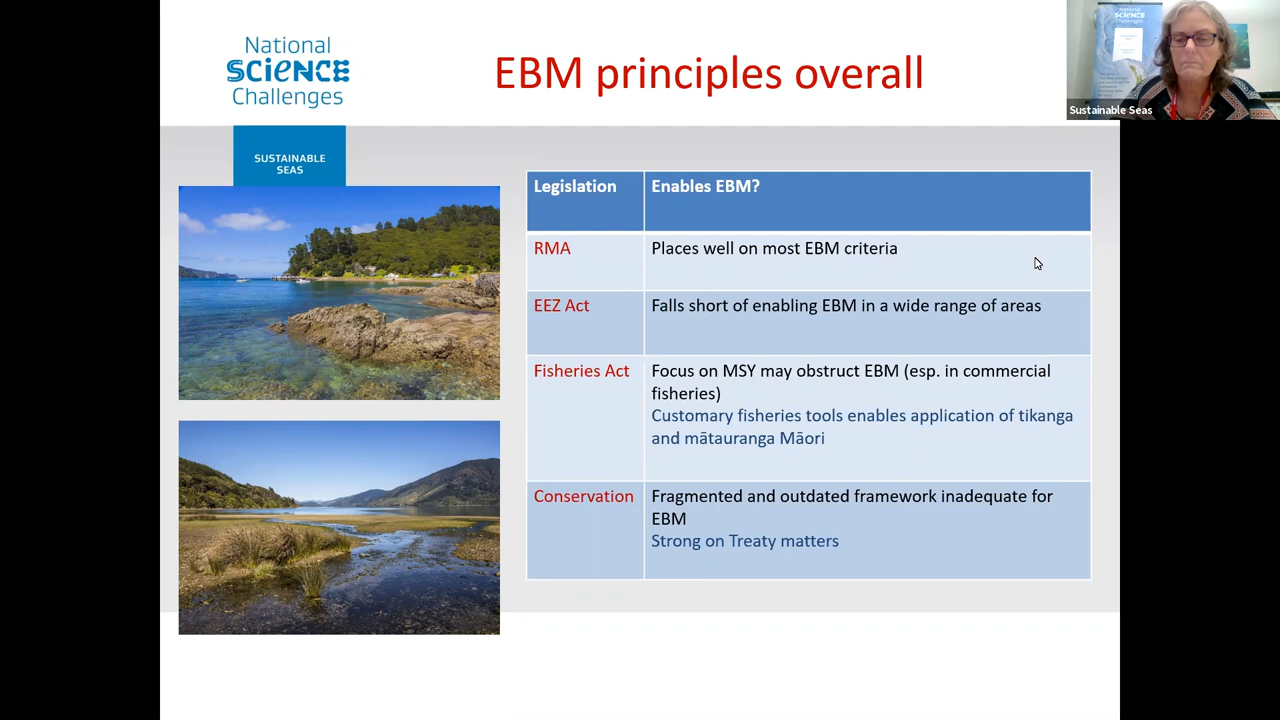 National
SCIENCE
Challenges
SUSTAINABLE
SEAS
EBM principles overall
Legislation
Enables EBM?
RMA
Places well on most EBM criteria
EEZ Act
Falls short of enabling EBM in a wide range of areas
Fisheries Act
Focus on MSY may obstruct EBM (esp. in commercial
fisheries)
Customary fisheries tools enables application of tikanga
and mātauranga Māori
Conservation
Fragmented and outdated framework inadequate for
EBM
Strong on Treaty matters
National
SCIENCE
Challenges
Sustainable Seas